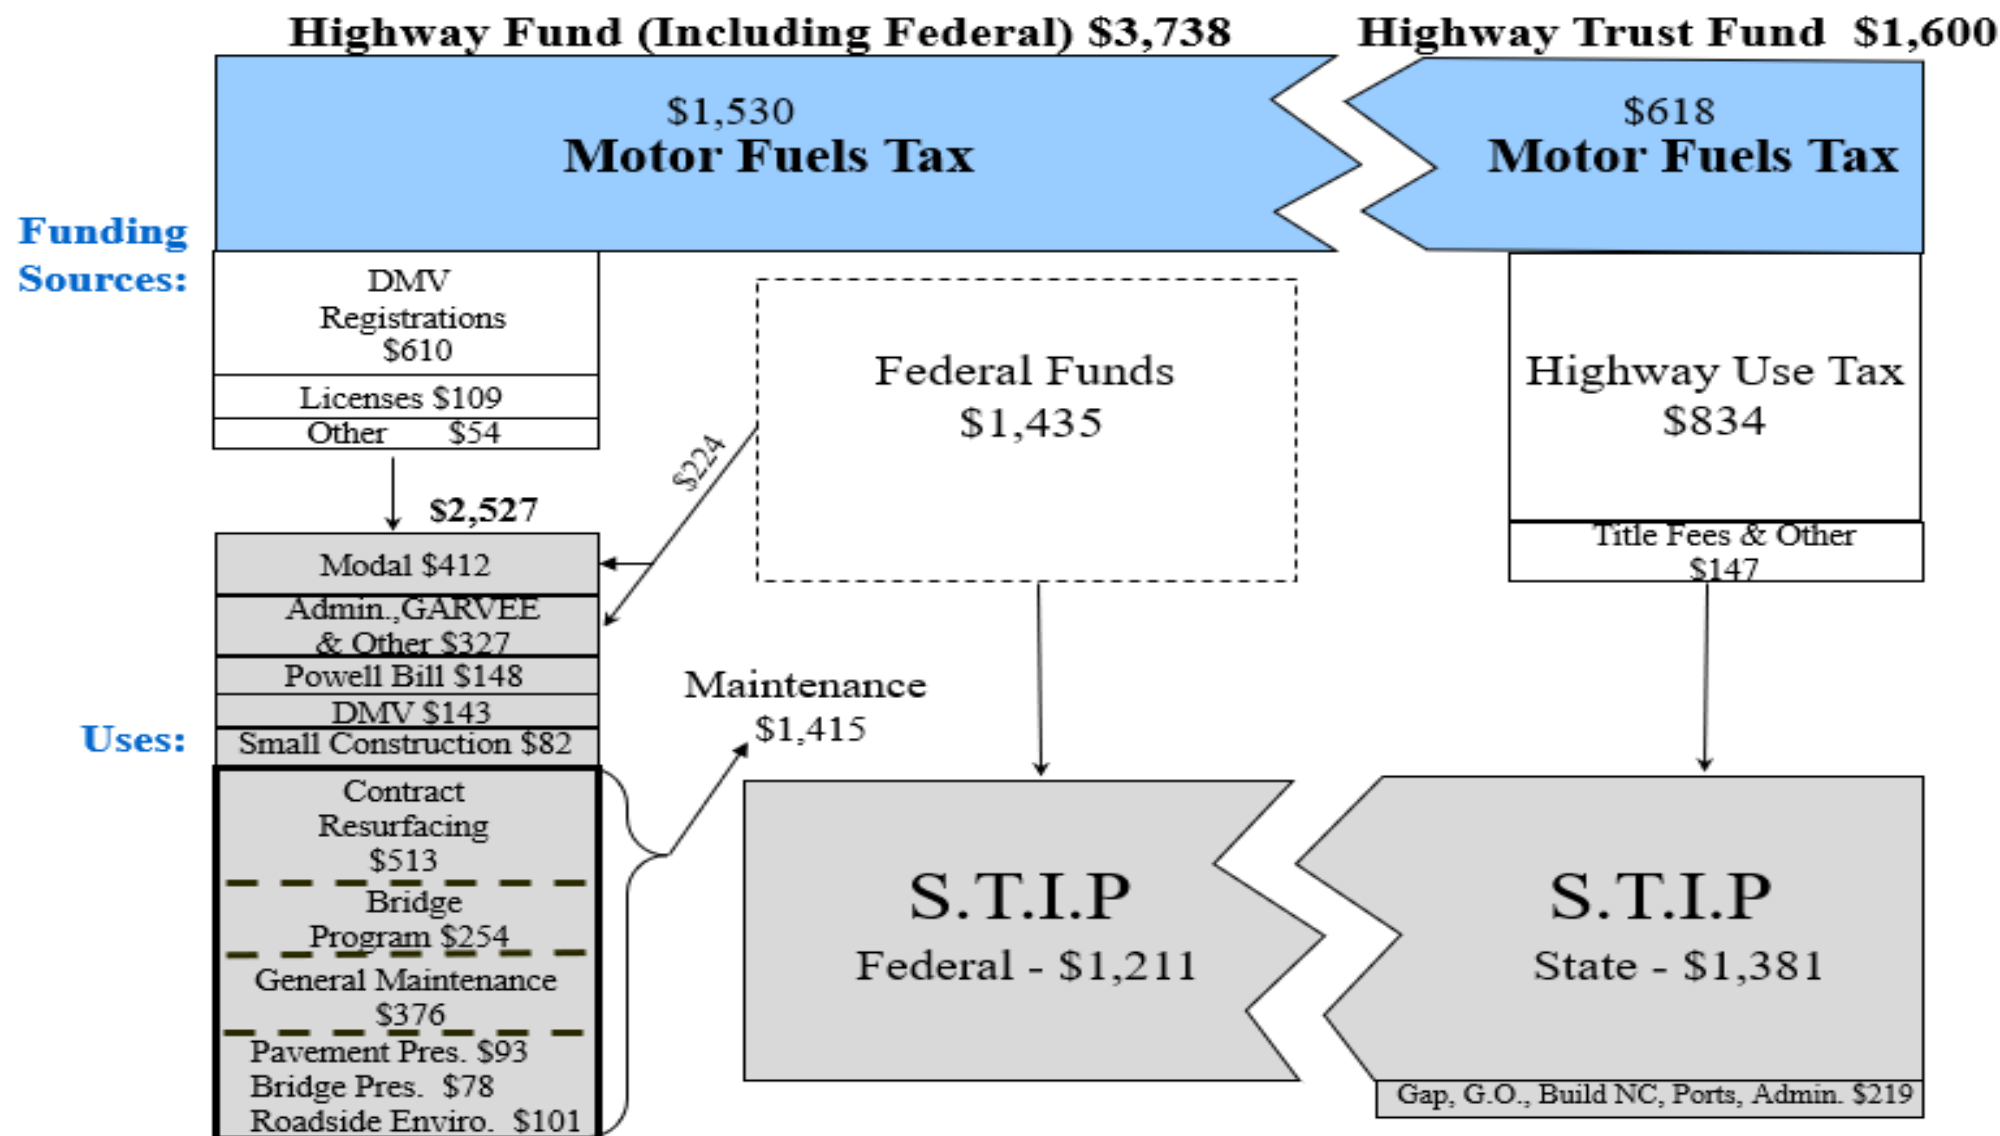 Highway Fund (Including Federal) $3,738
Highway Trust Fund $1,600
$1,530
Motor Fuels Tax
$618
Motor Fuels Tax
Funding
Sources:
DMV
Registrations
$610
Licenses $109
Other $54
Federal Funds
$1,435
Highway Use Tax
$834
Title Fees & Other
$147
$224
$2,527
Modal $412
Admin.,GARVEE
& Other $327
Powell Bill $148
DMV $143
Small Construction $82
Uses:
Maintenance
$1,415
Contract
Resurfacing
$513
Bridge
Program $254
General Maintenance
$376
Pavement Pres. $93
Bridge Pres. $78
Roadside Enviro. $101
S.T.I.P
Federal - $1,211
S.T.I.P
State - $1,381
Gap, G.O., Build NC, Ports, Admin. $219